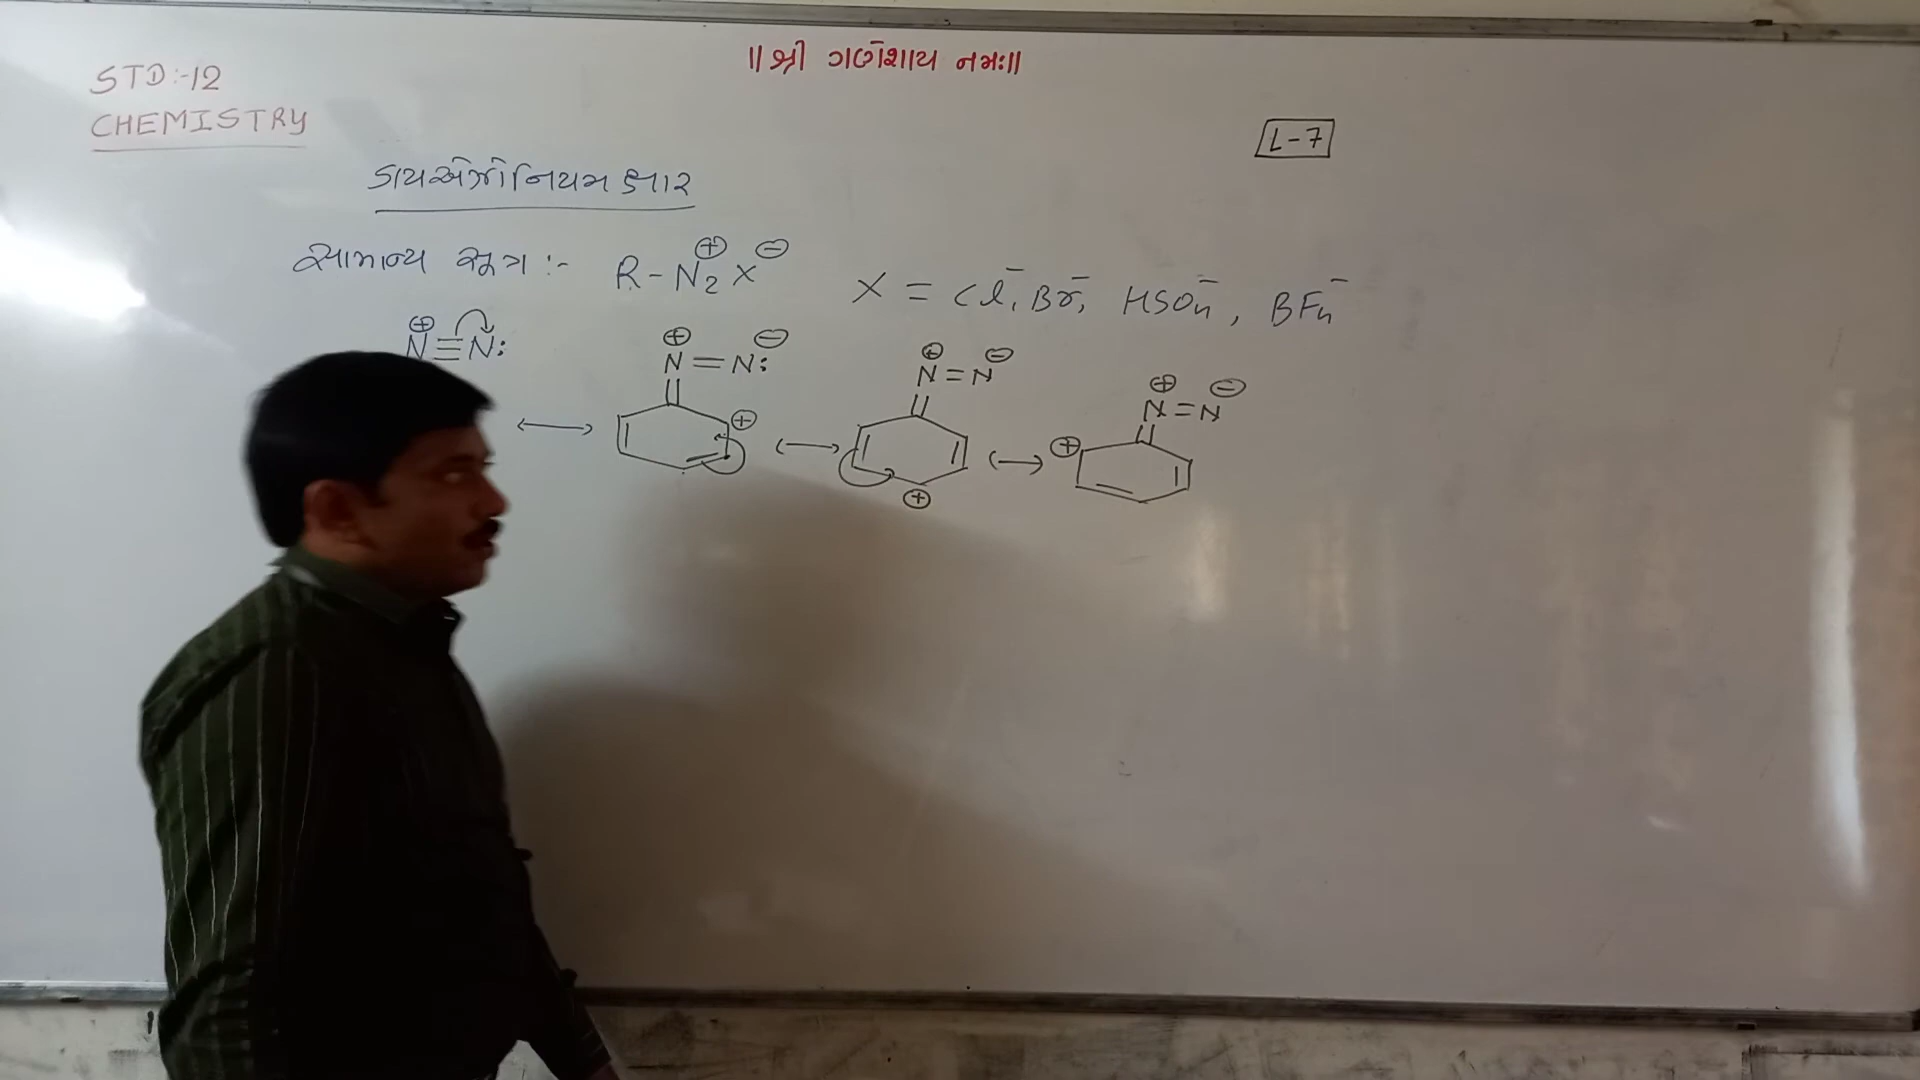 ॥ શ્રી ગણેશાય નમઃ॥
STD:-12
CHEMISTRY
L-7
ડાયએઝોનિયમ ક્ષાર
સામાન્ય સૂત્ર :- R-N₂⊕ X⊖ X = Cl⁻, Br⁻, HSO₄⁻, BF₄⁻
⊕ N≡N:
⊕ N=N: ⊖ ⊕
⊕ N=N ⊖ ⊕
⊕ N=N ⊖ ⊕